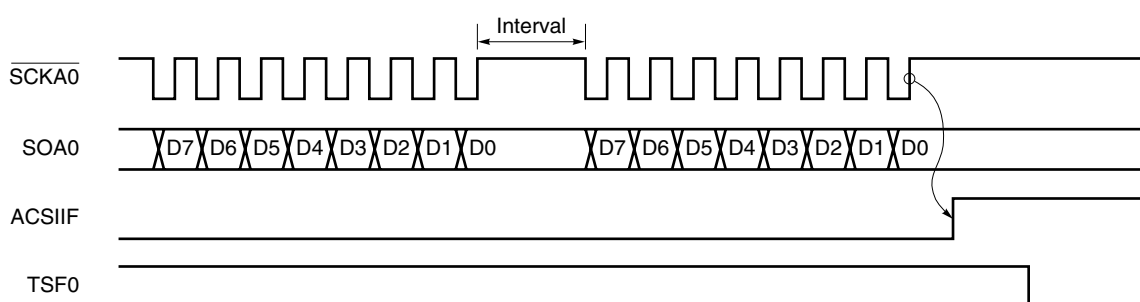 Interval
SCKA0
SOA0 D7 D6 D5 D4 D3 D2 D1 D0 D7 D6 D5 D4 D3 D2 D1 D0
ACSIIF
TSF0